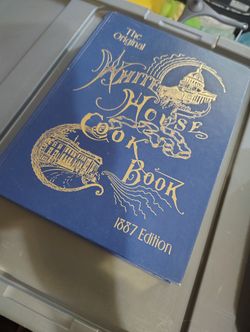 The
Original
White
House
Cook
Book
1887 Edition